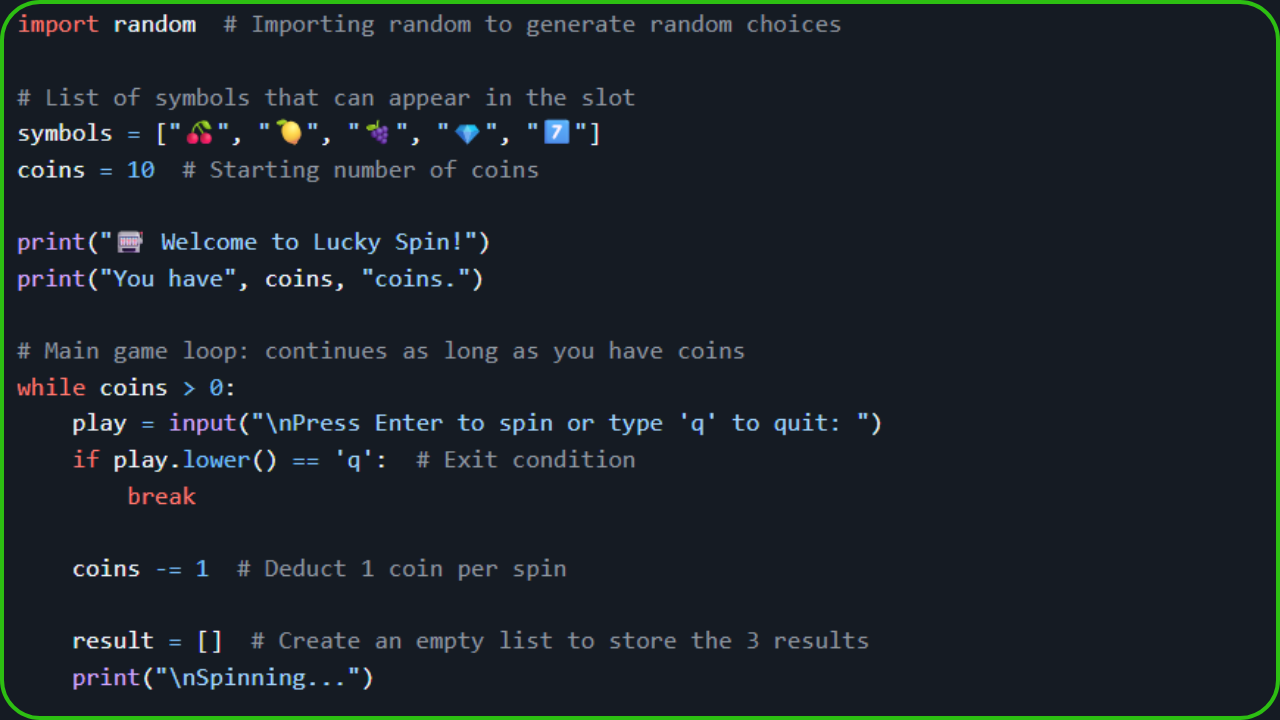 import random  # Importing random to generate random choices
# List of symbols that can appear in the slot
symbols = ["🍒", "🍋", "🍇", "💎", "7️⃣"]
coins = 10  # Starting number of coins
print("🎰 Welcome to Lucky Spin!")
print("You have", coins, "coins.")
# Main game loop: continues as long as you have coins
while coins > 0:
    play = input("\nPress Enter to spin or type 'q' to quit: ")
    if play.lower() == 'q':  # Exit condition
        break
    coins -= 1  # Deduct 1 coin per spin
    result = []  # Create an empty list to store the 3 results
    print("\nSpinning...")